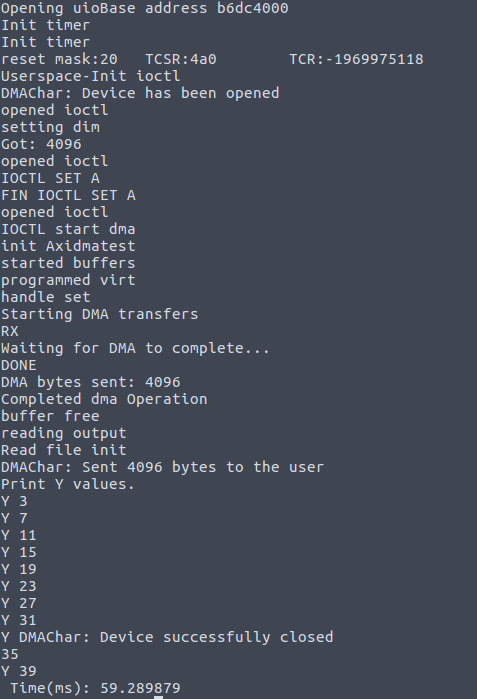 Opening uioBase address b6dc4000
Init timer
Init timer
reset mask:20   TCSR:4a0        TCR:-1969975118
Userspace-Init ioctl
DMAChar: Device has been opened
opened ioctl
setting dim
Got: 4096
opened ioctl
IOCTL SET A
FIN IOCTL SET A
opened ioctl
IOCTL start dma
init Axidmatest
started buffers
programmed virt
handle set
Starting DMA transfers
RX
Waiting for DMA to complete...
DONE
DMA bytes sent: 4096
Completed dma Operation
buffer free
reading output
Read file init
DMAChar: Sent 4096 bytes to the user
Print Y values.
Y 3
Y 7
Y 11
Y 15
Y 19
Y 23
Y 27
Y 31
Y DMAChar: Device successfully closed
35
Y 39
 Time(ms): 59.289879